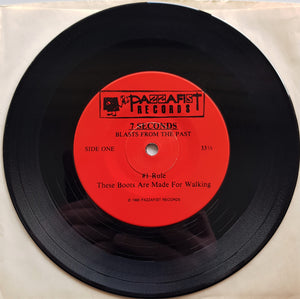 PAZZAFIST
RECORDS
7 SECONDS
BLASTS FROM THE PAST
SIDE ONE 33⅓
#1 Rule
These Boots Are Made For Walking
PAZZAFIST RECORDS